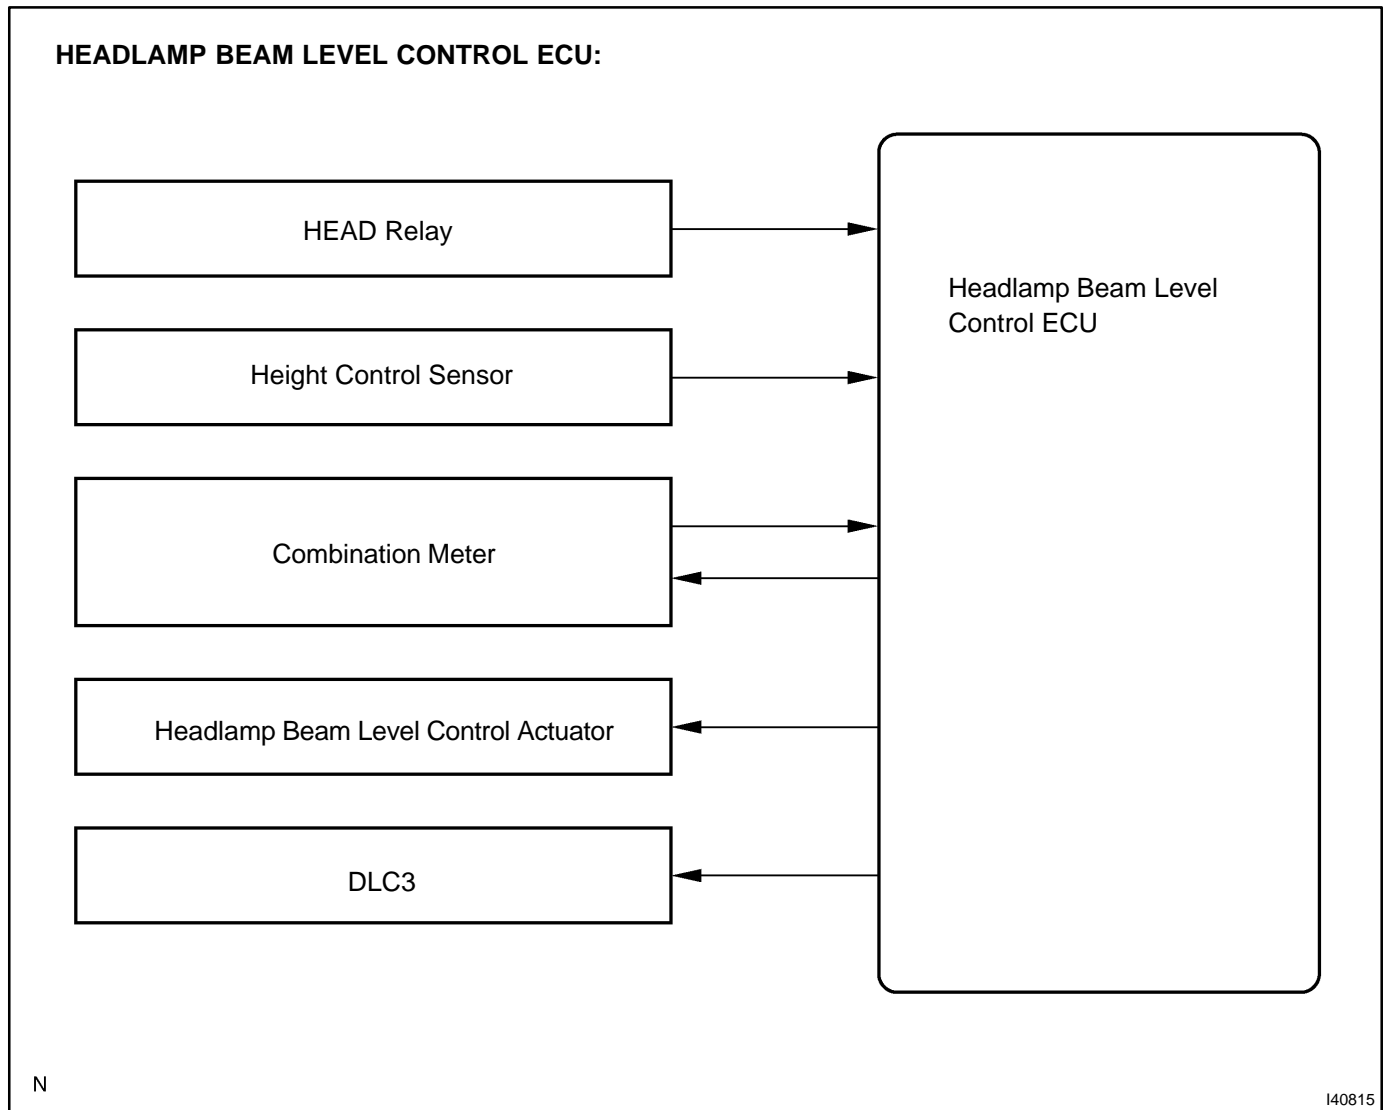 HEADLAMP BEAM LEVEL CONTROL ECU:
HEAD Relay
Height Control Sensor
Combination Meter
Headlamp Beam Level Control Actuator
DLC3
Headlamp Beam Level
Control ECU
N
I40815